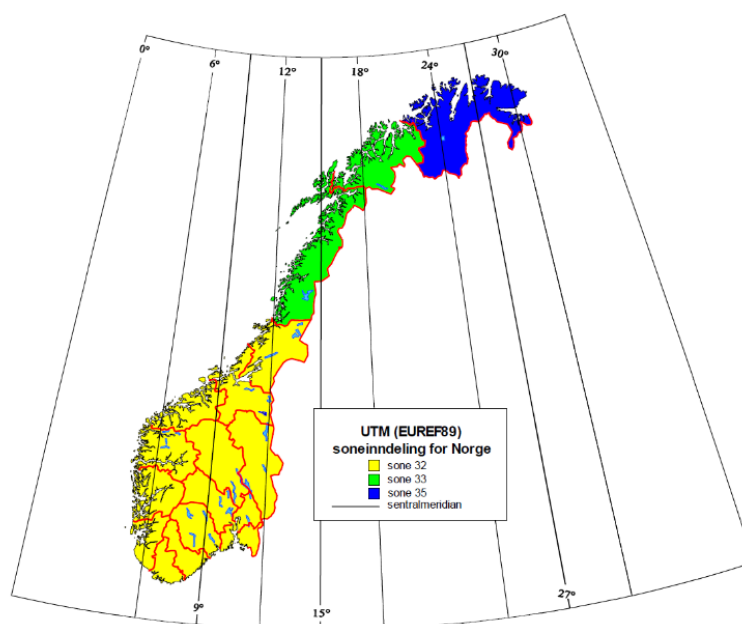 0°
6°
12°
18°
24°
30°
UTM (EUREF89)
soneinndeling for Norge
sone 32
sone 33
sone 35
sentralmeridian
9°
15°
27°